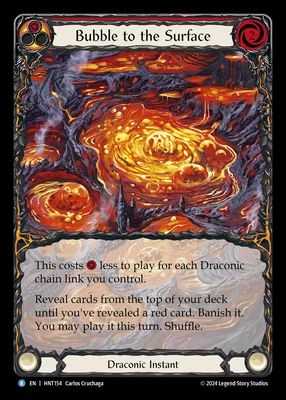 Bubble to the Surface
This costs less to play for each Draconic
chain link you control.
Reveal cards from the top of your deck
until you've revealed a red card. Banish it.
You may play it this turn. Shuffle.
Draconic Instant
EN | HNT154 Carlos Cruchaga
© 2024 Legend Story Studios